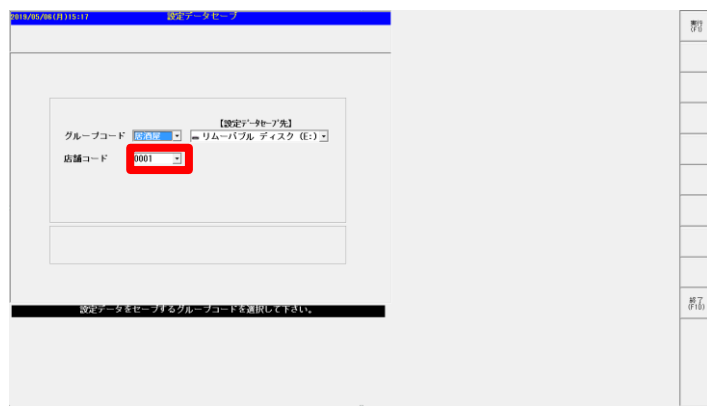 2019/05/06(月)15:17 設定データセーブ
実行
(F1)
【設定ﾃﾞｰﾀｾｰﾌﾞ先】
グループコード 居酒屋 リムーバブル ディスク (E:)
店舗コード 0001
設定データをセーブするグループコードを選択して下さい。
終了
(F10)